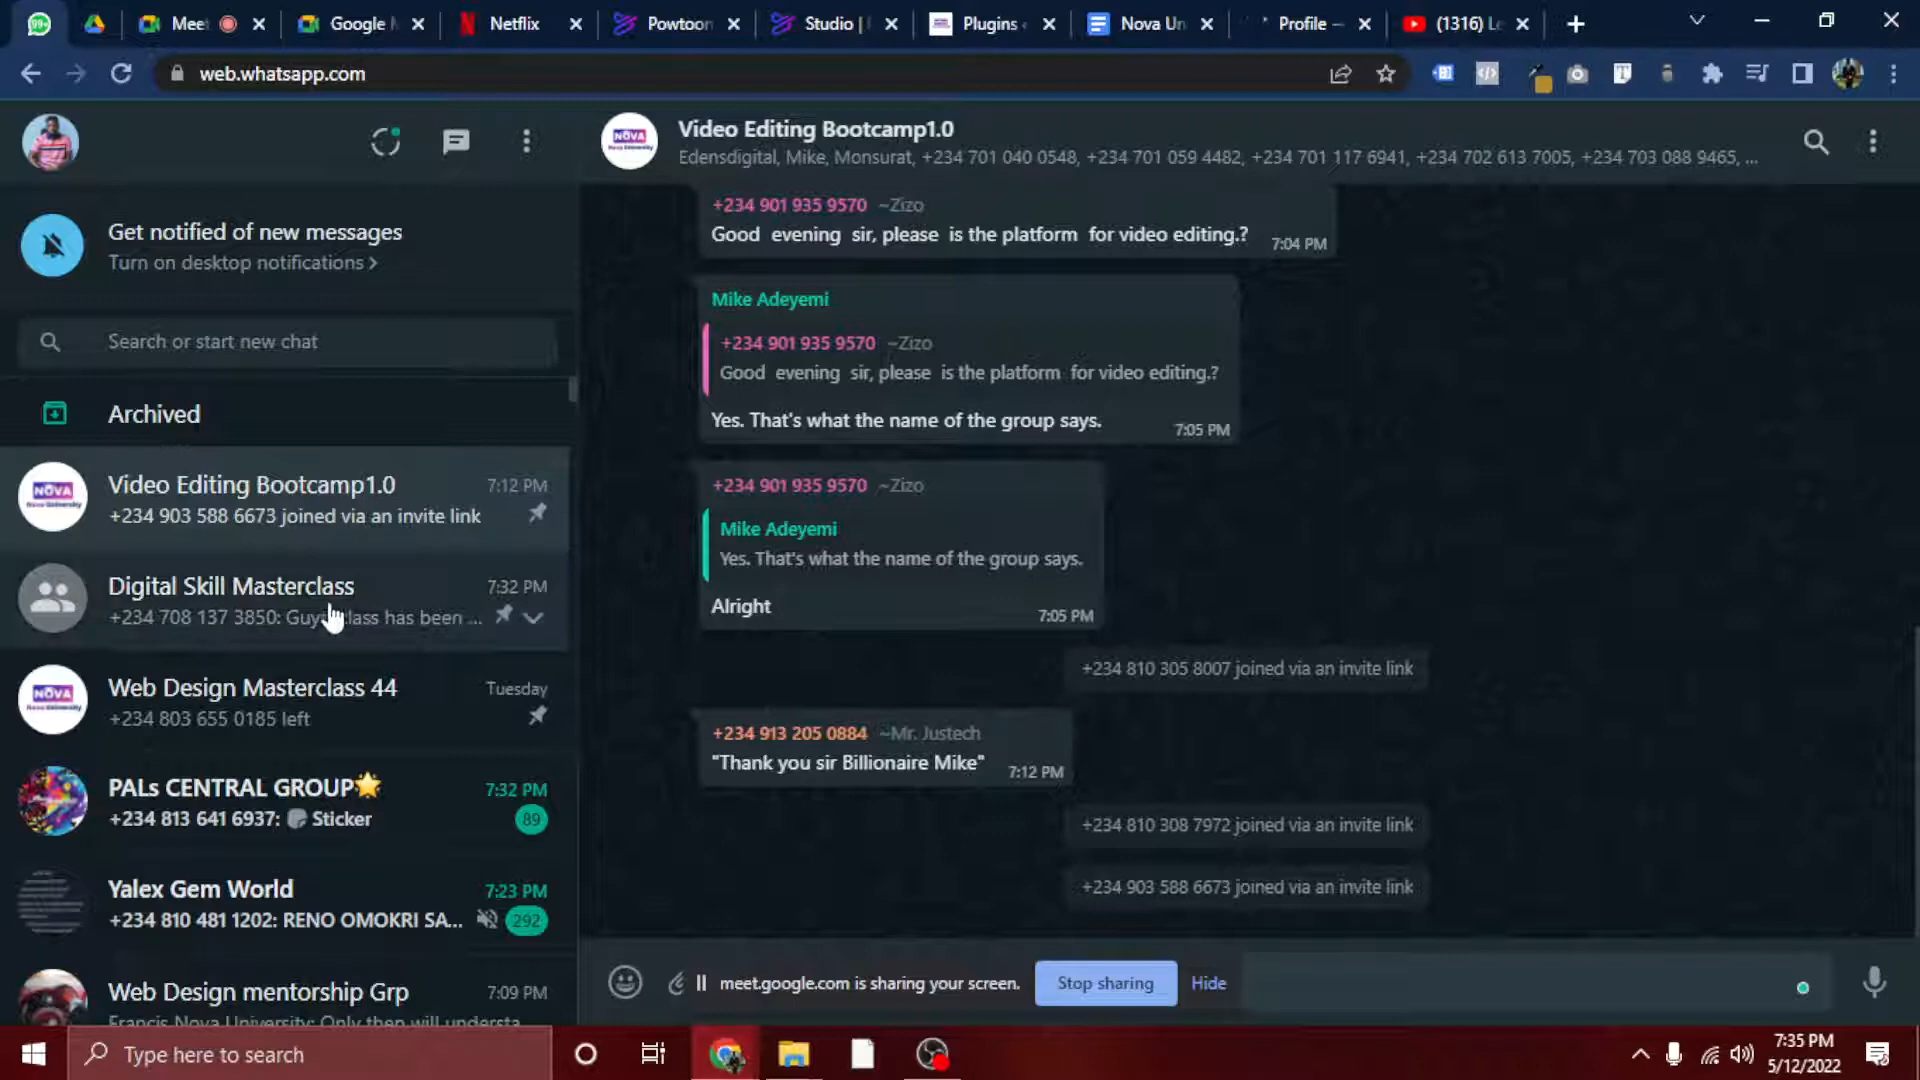 Meet
Google
Netflix
Powtoon
Studio |
Plugins
Nova Un
Profile –
(1316) Le
web.whatsapp.com
NOVA
Nova University
Video Editing Bootcamp1.0
Edensdigital, Mike, Monsurat, +234 701 040 0548, +234 701 059 4482, +234 701 117 6941, +234 702 613 7005, +234 703 088 9465, ...
Get notified of new messages
Turn on desktop notifications >
Search or start new chat
Archived
NOVA
Nova University
Video Editing Bootcamp1.0
7:12 PM
+234 903 588 6673 joined via an invite link
Digital Skill Masterclass
7:32 PM
+234 708 137 3850: Guys class has been ...
NOVA
Nova University
Web Design Masterclass 44
Tuesday
+234 803 655 0185 left
PALs CENTRAL GROUP🌟
7:32 PM
+234 813 641 6937: Sticker
89
Yalex Gem World
7:23 PM
+234 810 481 1202: RENO OMOKRI SA...
292
Web Design mentorship Grp
7:09 PM
Francis Nova University: Only then will understa
+234 901 935 9570 ~Zizo
Good evening sir, please is the platform for video editing.?
7:04 PM
Mike Adeyemi
+234 901 935 9570 ~Zizo
Good evening sir, please is the platform for video editing.?
Yes. That's what the name of the group says.
7:05 PM
+234 901 935 9570 ~Zizo
Mike Adeyemi
Yes. That's what the name of the group says.
Alright
7:05 PM
+234 810 305 8007 joined via an invite link
+234 913 205 0884 ~Mr. Justech
"Thank you sir Billionaire Mike"
7:12 PM
+234 810 308 7972 joined via an invite link
+234 903 588 6673 joined via an invite link
meet.google.com is sharing your screen.
Stop sharing
Hide
Type here to search
7:35 PM
5/12/2022